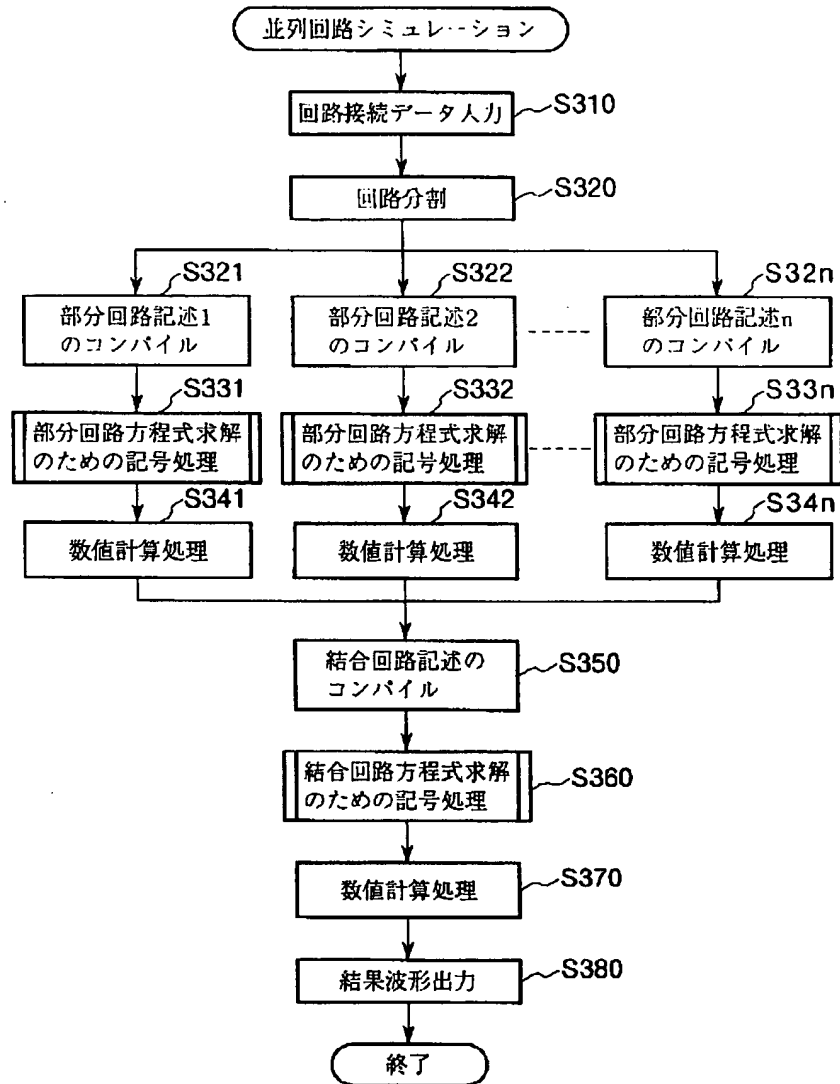 並列回路シミュレーション
回路接続データ入力
S310
回路分割
S320
S321
S322
S32n
部分回路記述1
のコンパイル
部分回路記述2
のコンパイル
部分回路記述n
のコンパイル
S331
S332
S33n
部分回路方程式求解
のための記号処理
部分回路方程式求解
のための記号処理
部分回路方程式求解
のための記号処理
S341
S342
S34n
数値計算処理
数値計算処理
数値計算処理
結合回路記述の
コンパイル
S350
結合回路方程式求解
のための記号処理
S360
数値計算処理
S370
結果波形出力
S380
終了